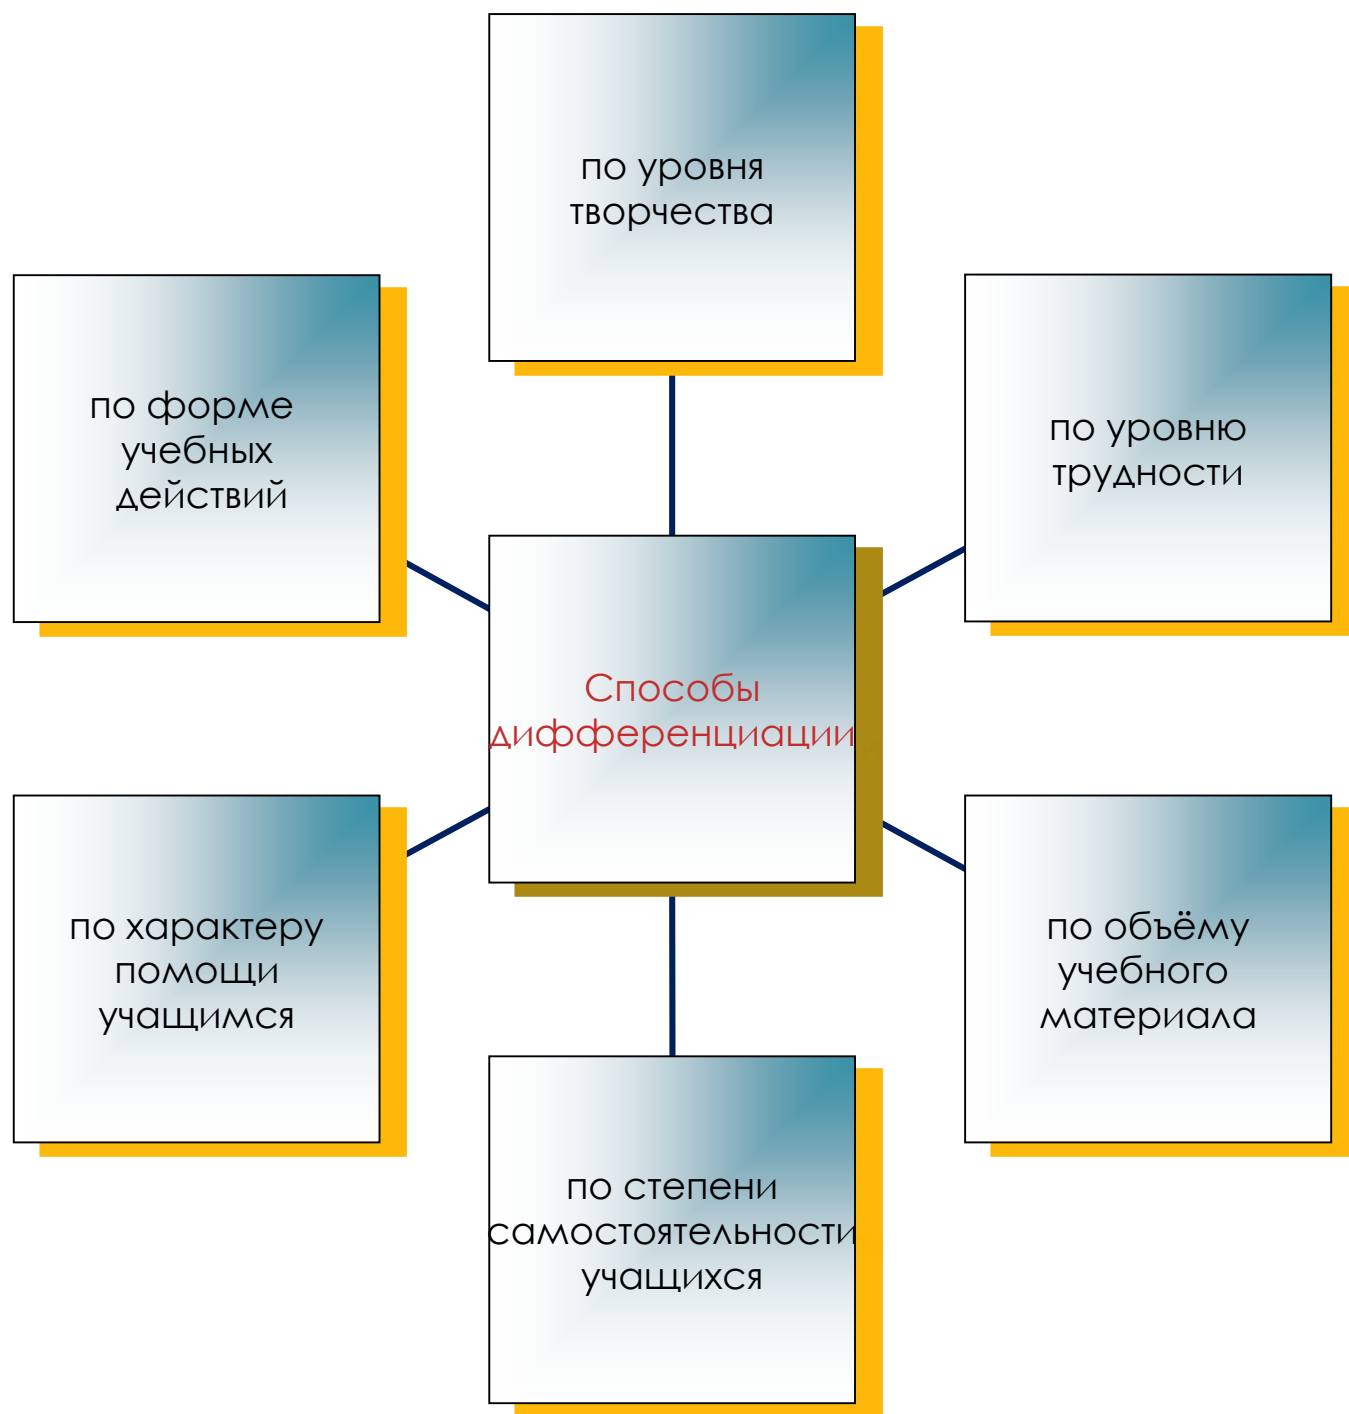 по уровня
творчества
по форме
учебных
действий
по уровню
трудности
Способы
дифференциации
по характеру
помощи
учащимся
по объёму
учебного
материала
по степени
самостоятельности
учащихся